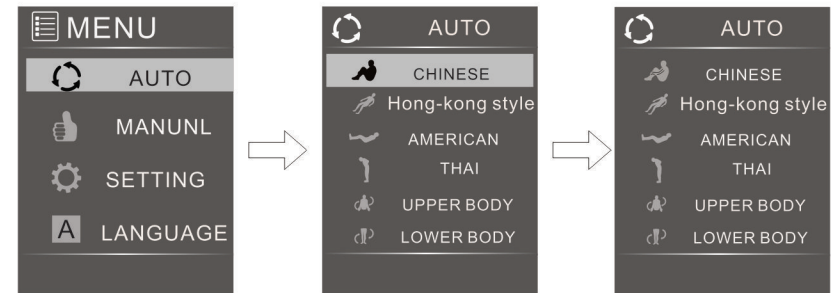 MENU
AUTO
MANUNL
SETTING
A LANGUAGE
AUTO
CHINESE
Hong-kong style
AMERICAN
THAI
UPPER BODY
LOWER BODY
AUTO
CHINESE
Hong-kong style
AMERICAN
THAI
UPPER BODY
LOWER BODY